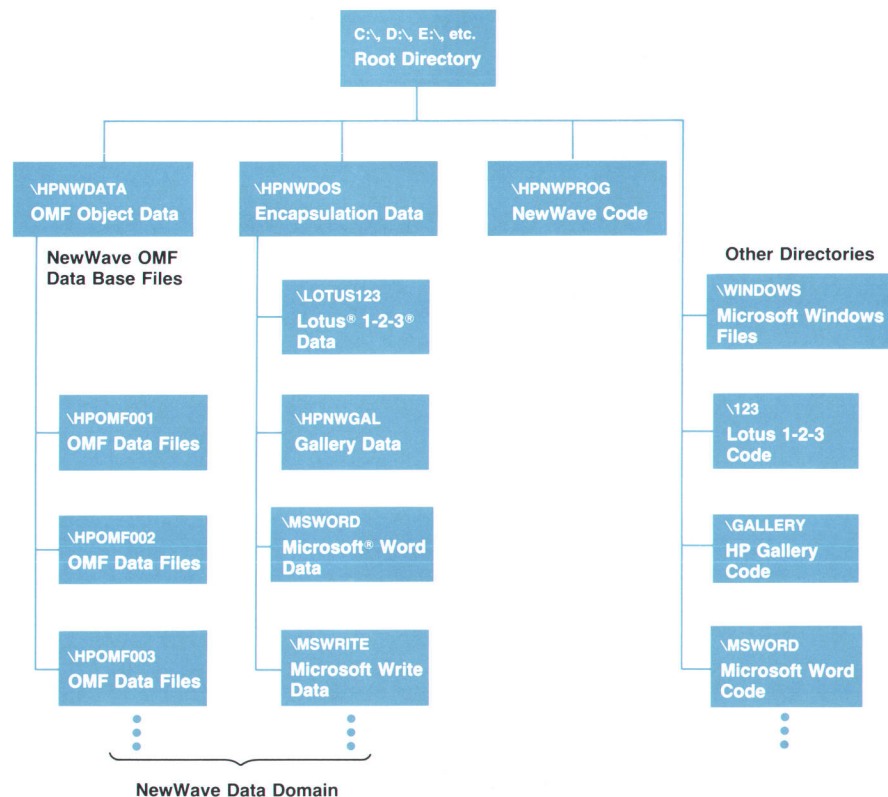 C:\, D:\, E:\, etc.
Root Directory
\HPNWDATA
OMF Object Data
\HPNWDOS
Encapsulation Data
\HPNWPROG
NewWave Code
NewWave OMF
Data Base Files
Other Directories
\LOTUS123
Lotus® 1-2-3®
Data
\WINDOWS
Microsoft Windows
Files
\HPOMF001
OMF Data Files
\HPNWGAL
Gallery Data
\123
Lotus 1-2-3
Code
\HPOMF002
OMF Data Files
\MSWORD
Microsoft® Word
Data
\GALLERY
HP Gallery
Code
\HPOMF003
OMF Data Files
\MSWRITE
Microsoft Write
Data
\MSWORD
Microsoft Word
Code
NewWave Data Domain